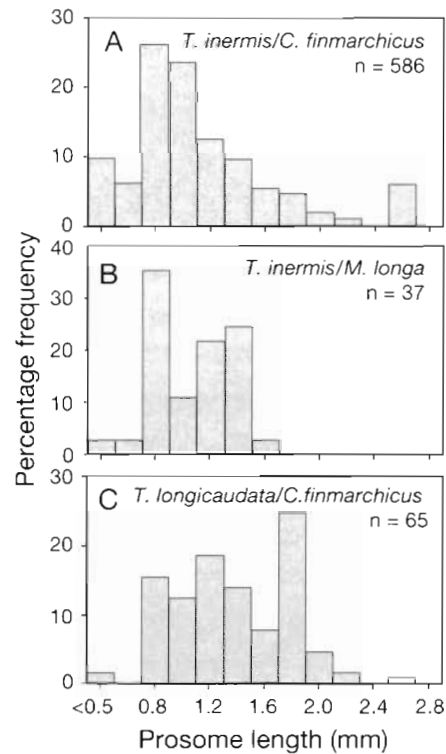 A
T. inermis/C. finmarchicus
n = 586
30
20
10
0
B
T. inermis/M. longa
n = 37
40
30
20
10
0
C
T. longicaudata/C.finmarchicus
n = 65
30
20
10
0
Percentage frequency
<0.5 0.8 1.2 1.6 2.0 2.4 2.8
Prosome length (mm)